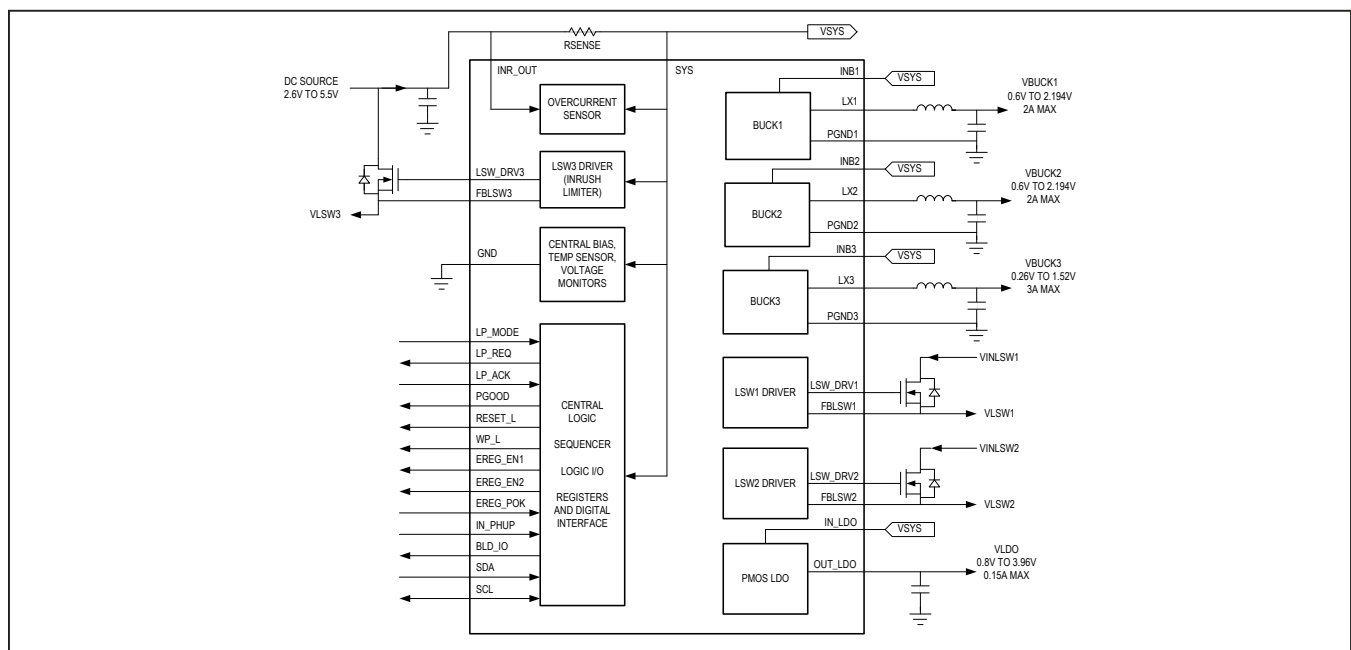 VSYS
RSENSE
INR_OUT
SYS
DC SOURCE
2.6V TO 5.5V
OVERCURRENT
SENSOR
LSW_DRV3
FBLSW3
LSW3 DRIVER
(INRUSH
LIMITER)
VLSW3
GND
CENTRAL BIAS,
TEMP SENSOR,
VOLTAGE
MONITORS
LP_MODE
LP_REQ
LP_ACK
PGOOD
RESET_L
WP_L
EREG_EN1
EREG_EN2
EREG_POK
IN_PHUP
BLD_IO
SDA
SCL
CENTRAL
LOGIC
SEQUENCER
LOGIC I/O
REGISTERS
AND DIGITAL
INTERFACE
INB1
VSYS
BUCK1
LX1
PGND1
VBUCK1
0.6V TO 2.194V
2A MAX
INB2
VSYS
BUCK2
LX2
PGND2
VBUCK2
0.6V TO 2.194V
2A MAX
INB3
VSYS
BUCK3
LX3
PGND3
VBUCK3
0.26V TO 1.52V
3A MAX
LSW1 DRIVER
LSW_DRV1
FBLSW1
VINLSW1
VLSW1
LSW2 DRIVER
LSW_DRV2
FBLSW2
VINLSW2
VLSW2
IN_LDO
VSYS
PMOS LDO
OUT_LDO
VLDO
0.8V TO 3.96V
0.15A MAX